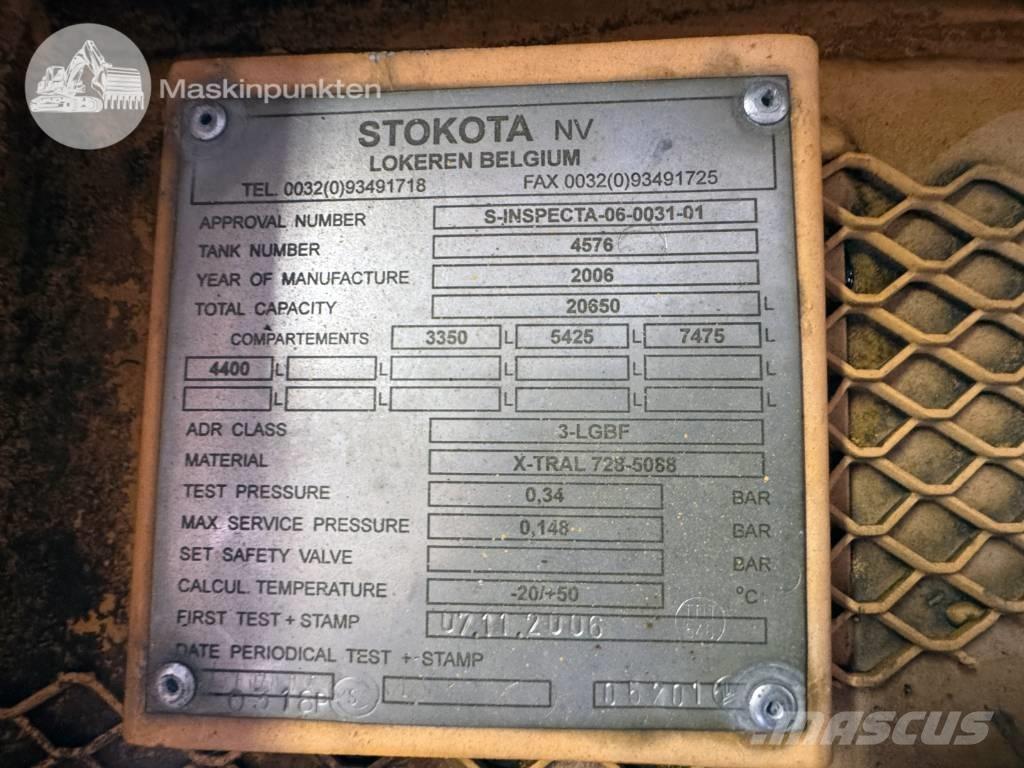 Maskinpunkten
STOKOTA NV
LOKEREN BELGIUM
TEL. 0032(0)93491718 FAX 0032(0)93491725
APPROVAL NUMBER S-INSPECTA-06-0031-01
TANK NUMBER 4576
YEAR OF MANUFACTURE 2006
TOTAL CAPACITY 20650 L
COMPARTEMENTS 3350 L 5425 L 7475 L
4400 L L L L L
L L L L L
ADR CLASS 3-LGBF
MATERIAL X-TRAL 728-5088
TEST PRESSURE 0,34 BAR
MAX SERVICE PRESSURE 0,148 BAR
SET SAFETY VALVE - BAR
CALCUL. TEMPERATURE -20/+50 °C
FIRST TEST + STAMP 07.11.2006
DATE PERIODICAL TEST + STAMP
MASCUS